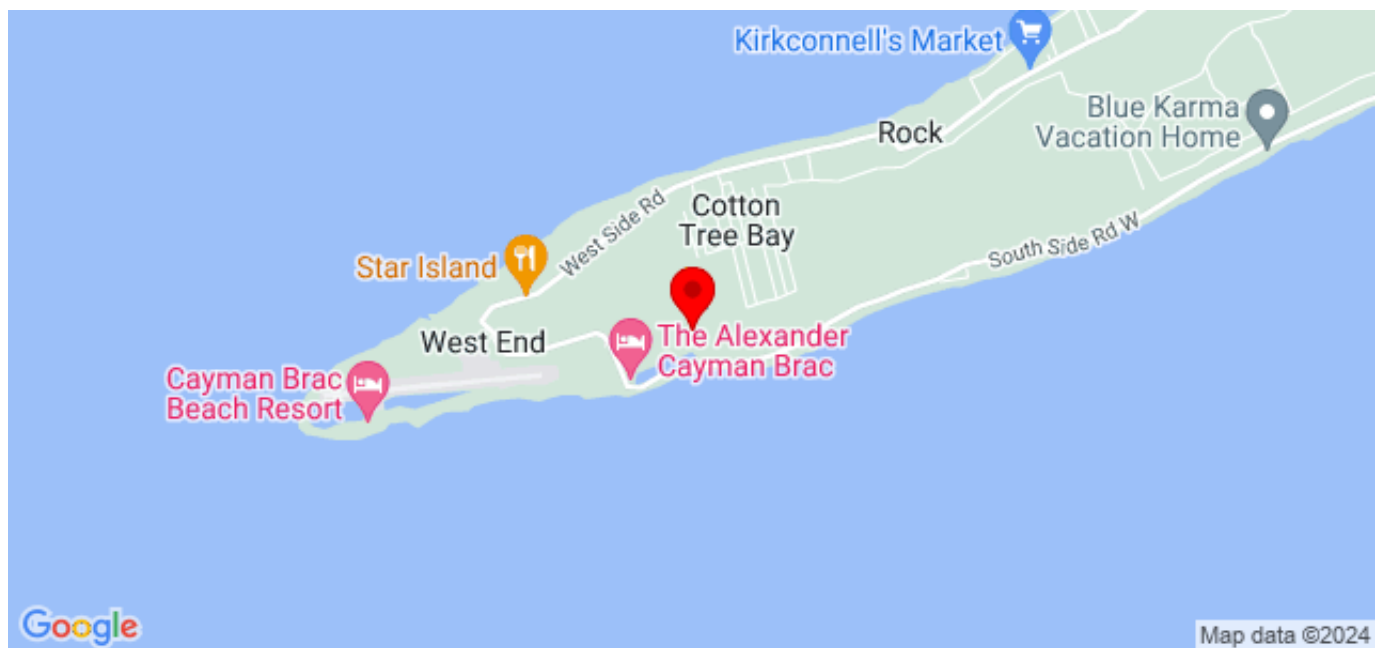 Kirkconnell's Market
Blue Karma
Vacation Home
Rock
Cotton
Tree Bay
West Side Rd
South Side Rd W
Star Island
West End
The Alexander
Cayman Brac
Cayman Brac
Beach Resort
Google
Map data ©2024